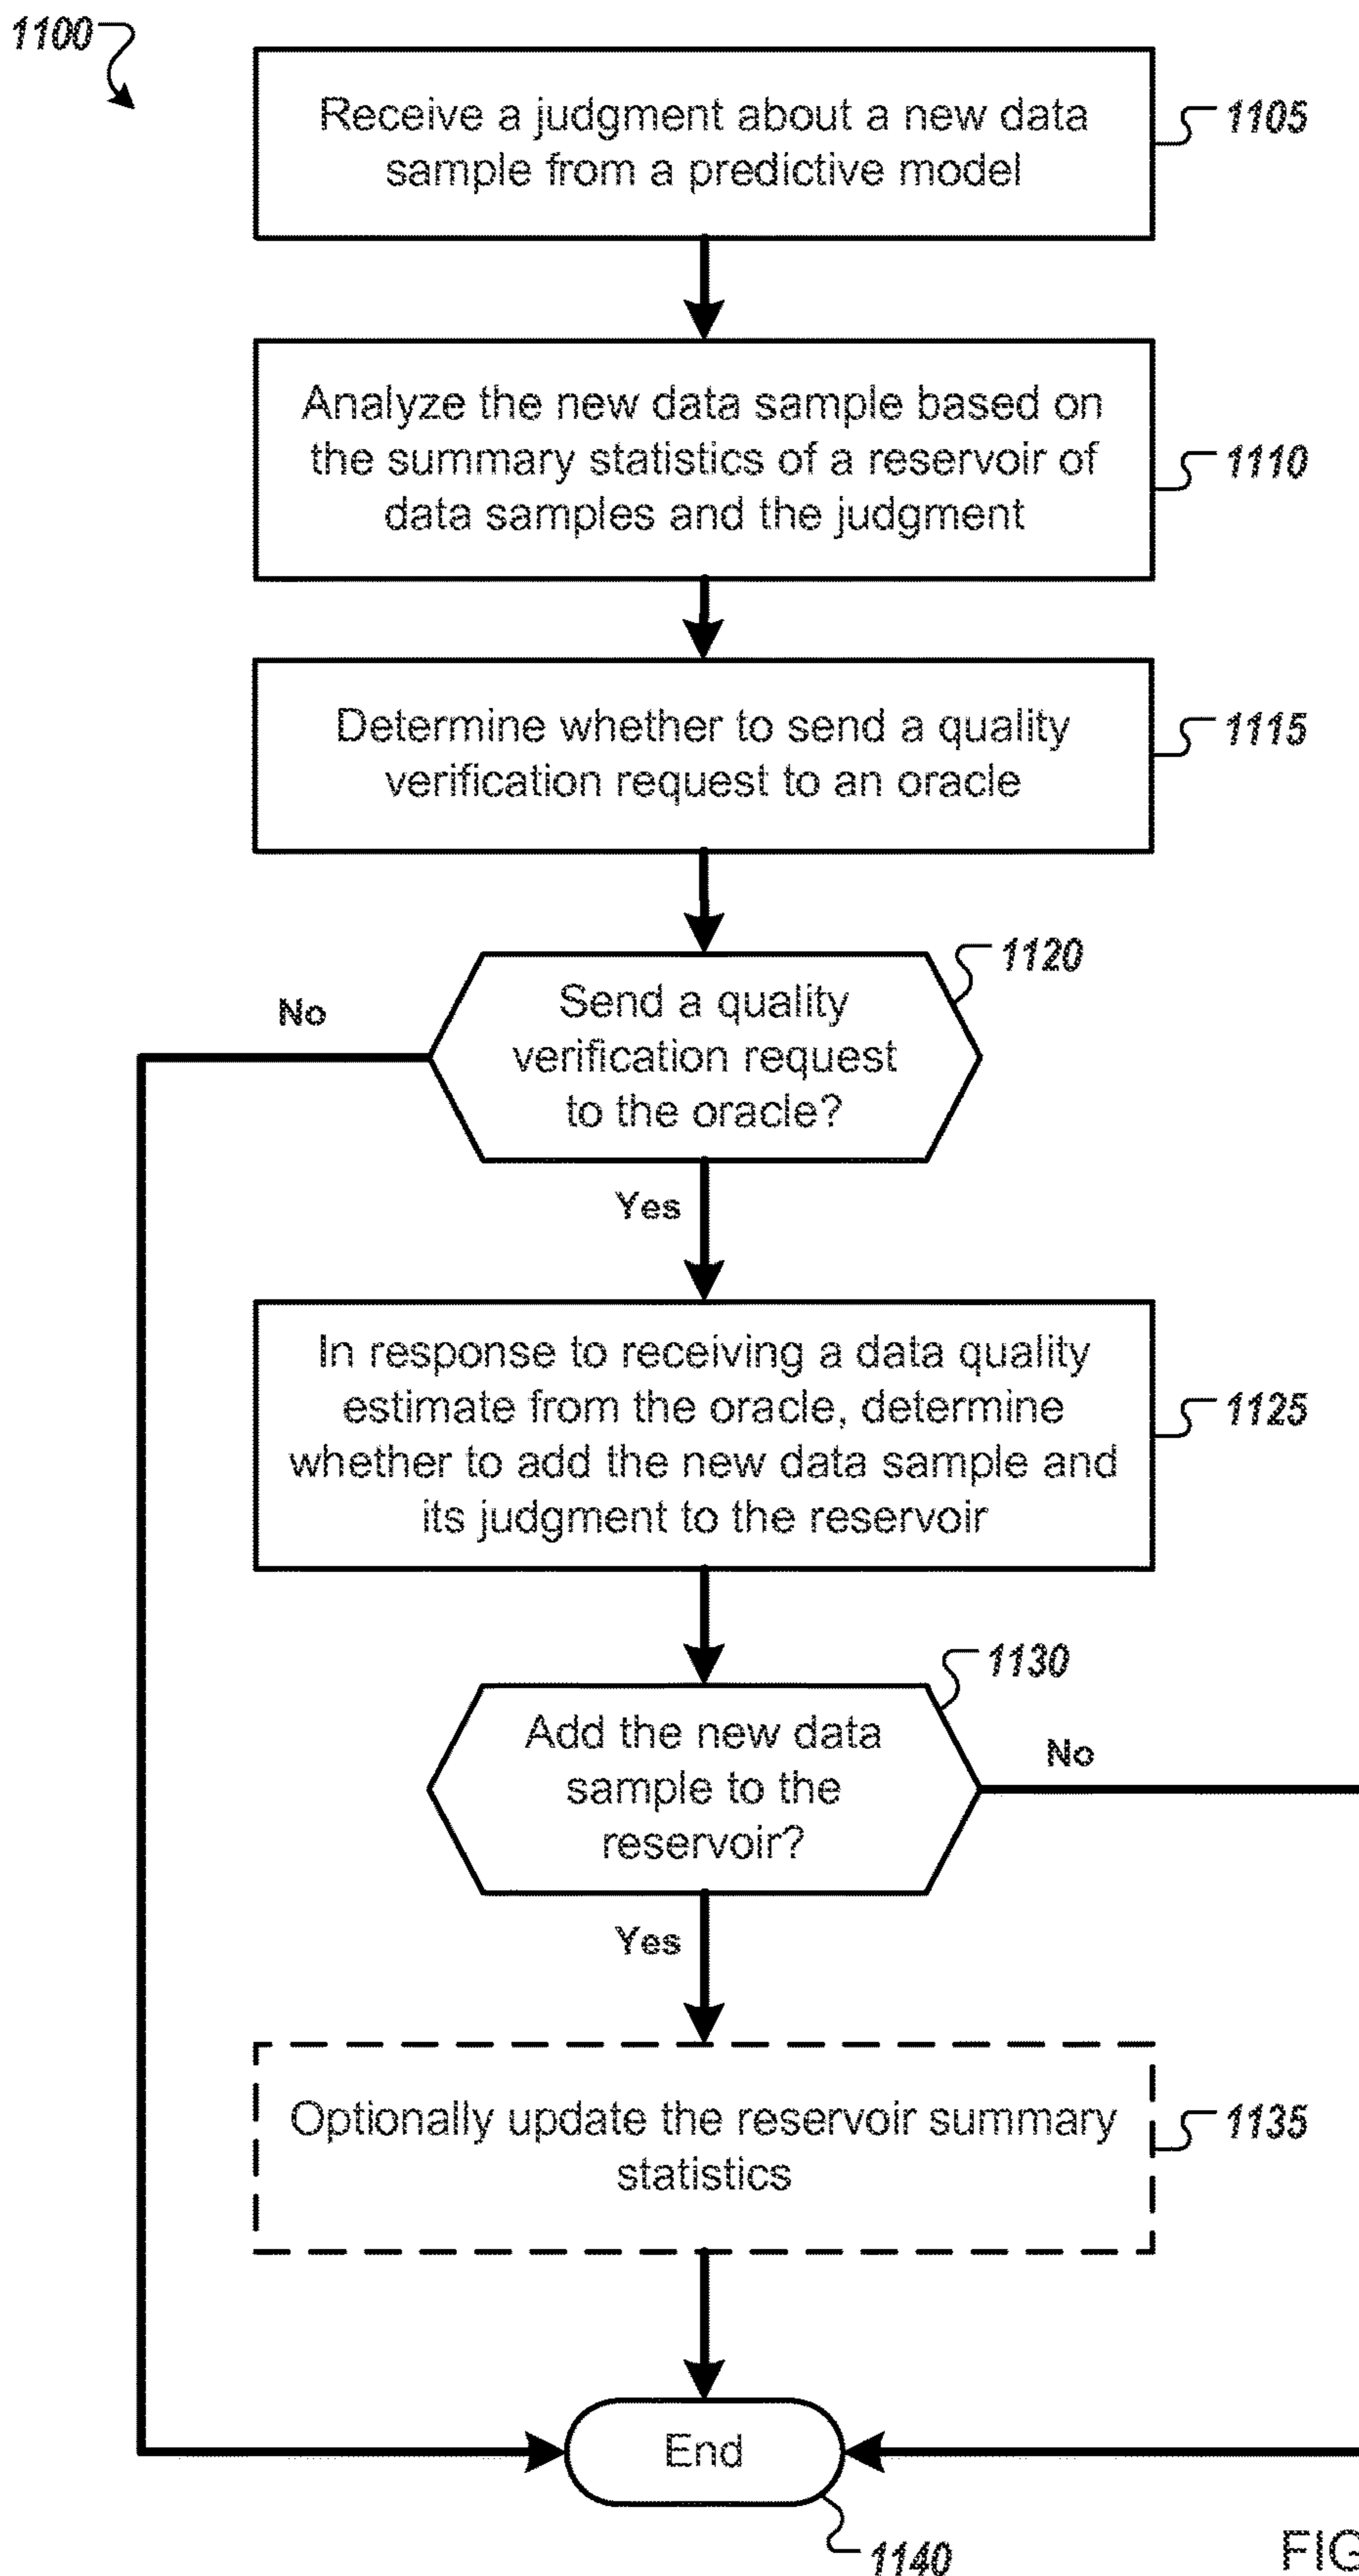 1100
Receive a judgment about a new data
sample from a predictive model
1105
Analyze the new data sample based on
the summary statistics of a reservoir of
data samples and the judgment
1110
Determine whether to send a quality
verification request to an oracle
1115
1120
No
Send a quality
verification request
to the oracle?
Yes
In response to receiving a data quality
estimate from the oracle, determine
whether to add the new data sample and
its judgment to the reservoir
1125
1130
Add the new data
sample to the
reservoir?
No
Yes
Optionally update the reservoir summary
statistics
1135
End
1140
FIG